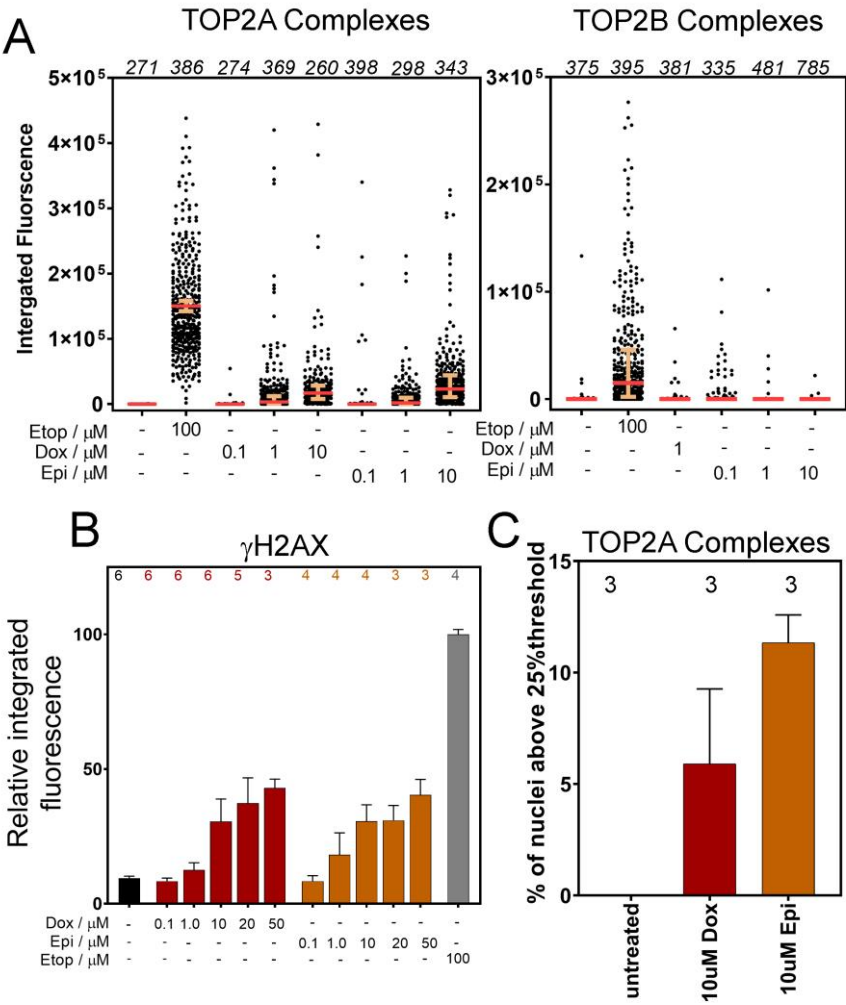 A
TOP2A Complexes
TOP2B Complexes
271 386 274 369 260 398 298 343
375 395 381 335 481 785
Intergated Fluorescence
5×10⁵
4×10⁵
3×10⁵
2×10⁵
1×10⁵
0
3×10⁵
2×10⁵
1×10⁵
0
Etop / μM - 100 - - - - - -
Dox / μM - - 0.1 1 10 - - -
Epi / μM - - - - - 0.1 1 10
Etop / μM - 100 - - - -
Dox / μM - - 1 - - -
Epi / μM - - - 0.1 1 10
B
γH2AX
6 6 6 6 5 3 4 4 4 3 3 4
Relative integrated
fluorescence
100
50
0
Dox / μM - 0.1 1.0 10 20 50 - - - - - -
Epi / μM - - - - - - 0.1 1.0 10 20 50 -
Etop / μM - - - - - - - - - - - 100
C
TOP2A Complexes
3 3 3
% of nuclei above 25%threshold
15
10
5
0
untreated
10uM Dox
10uM Epi